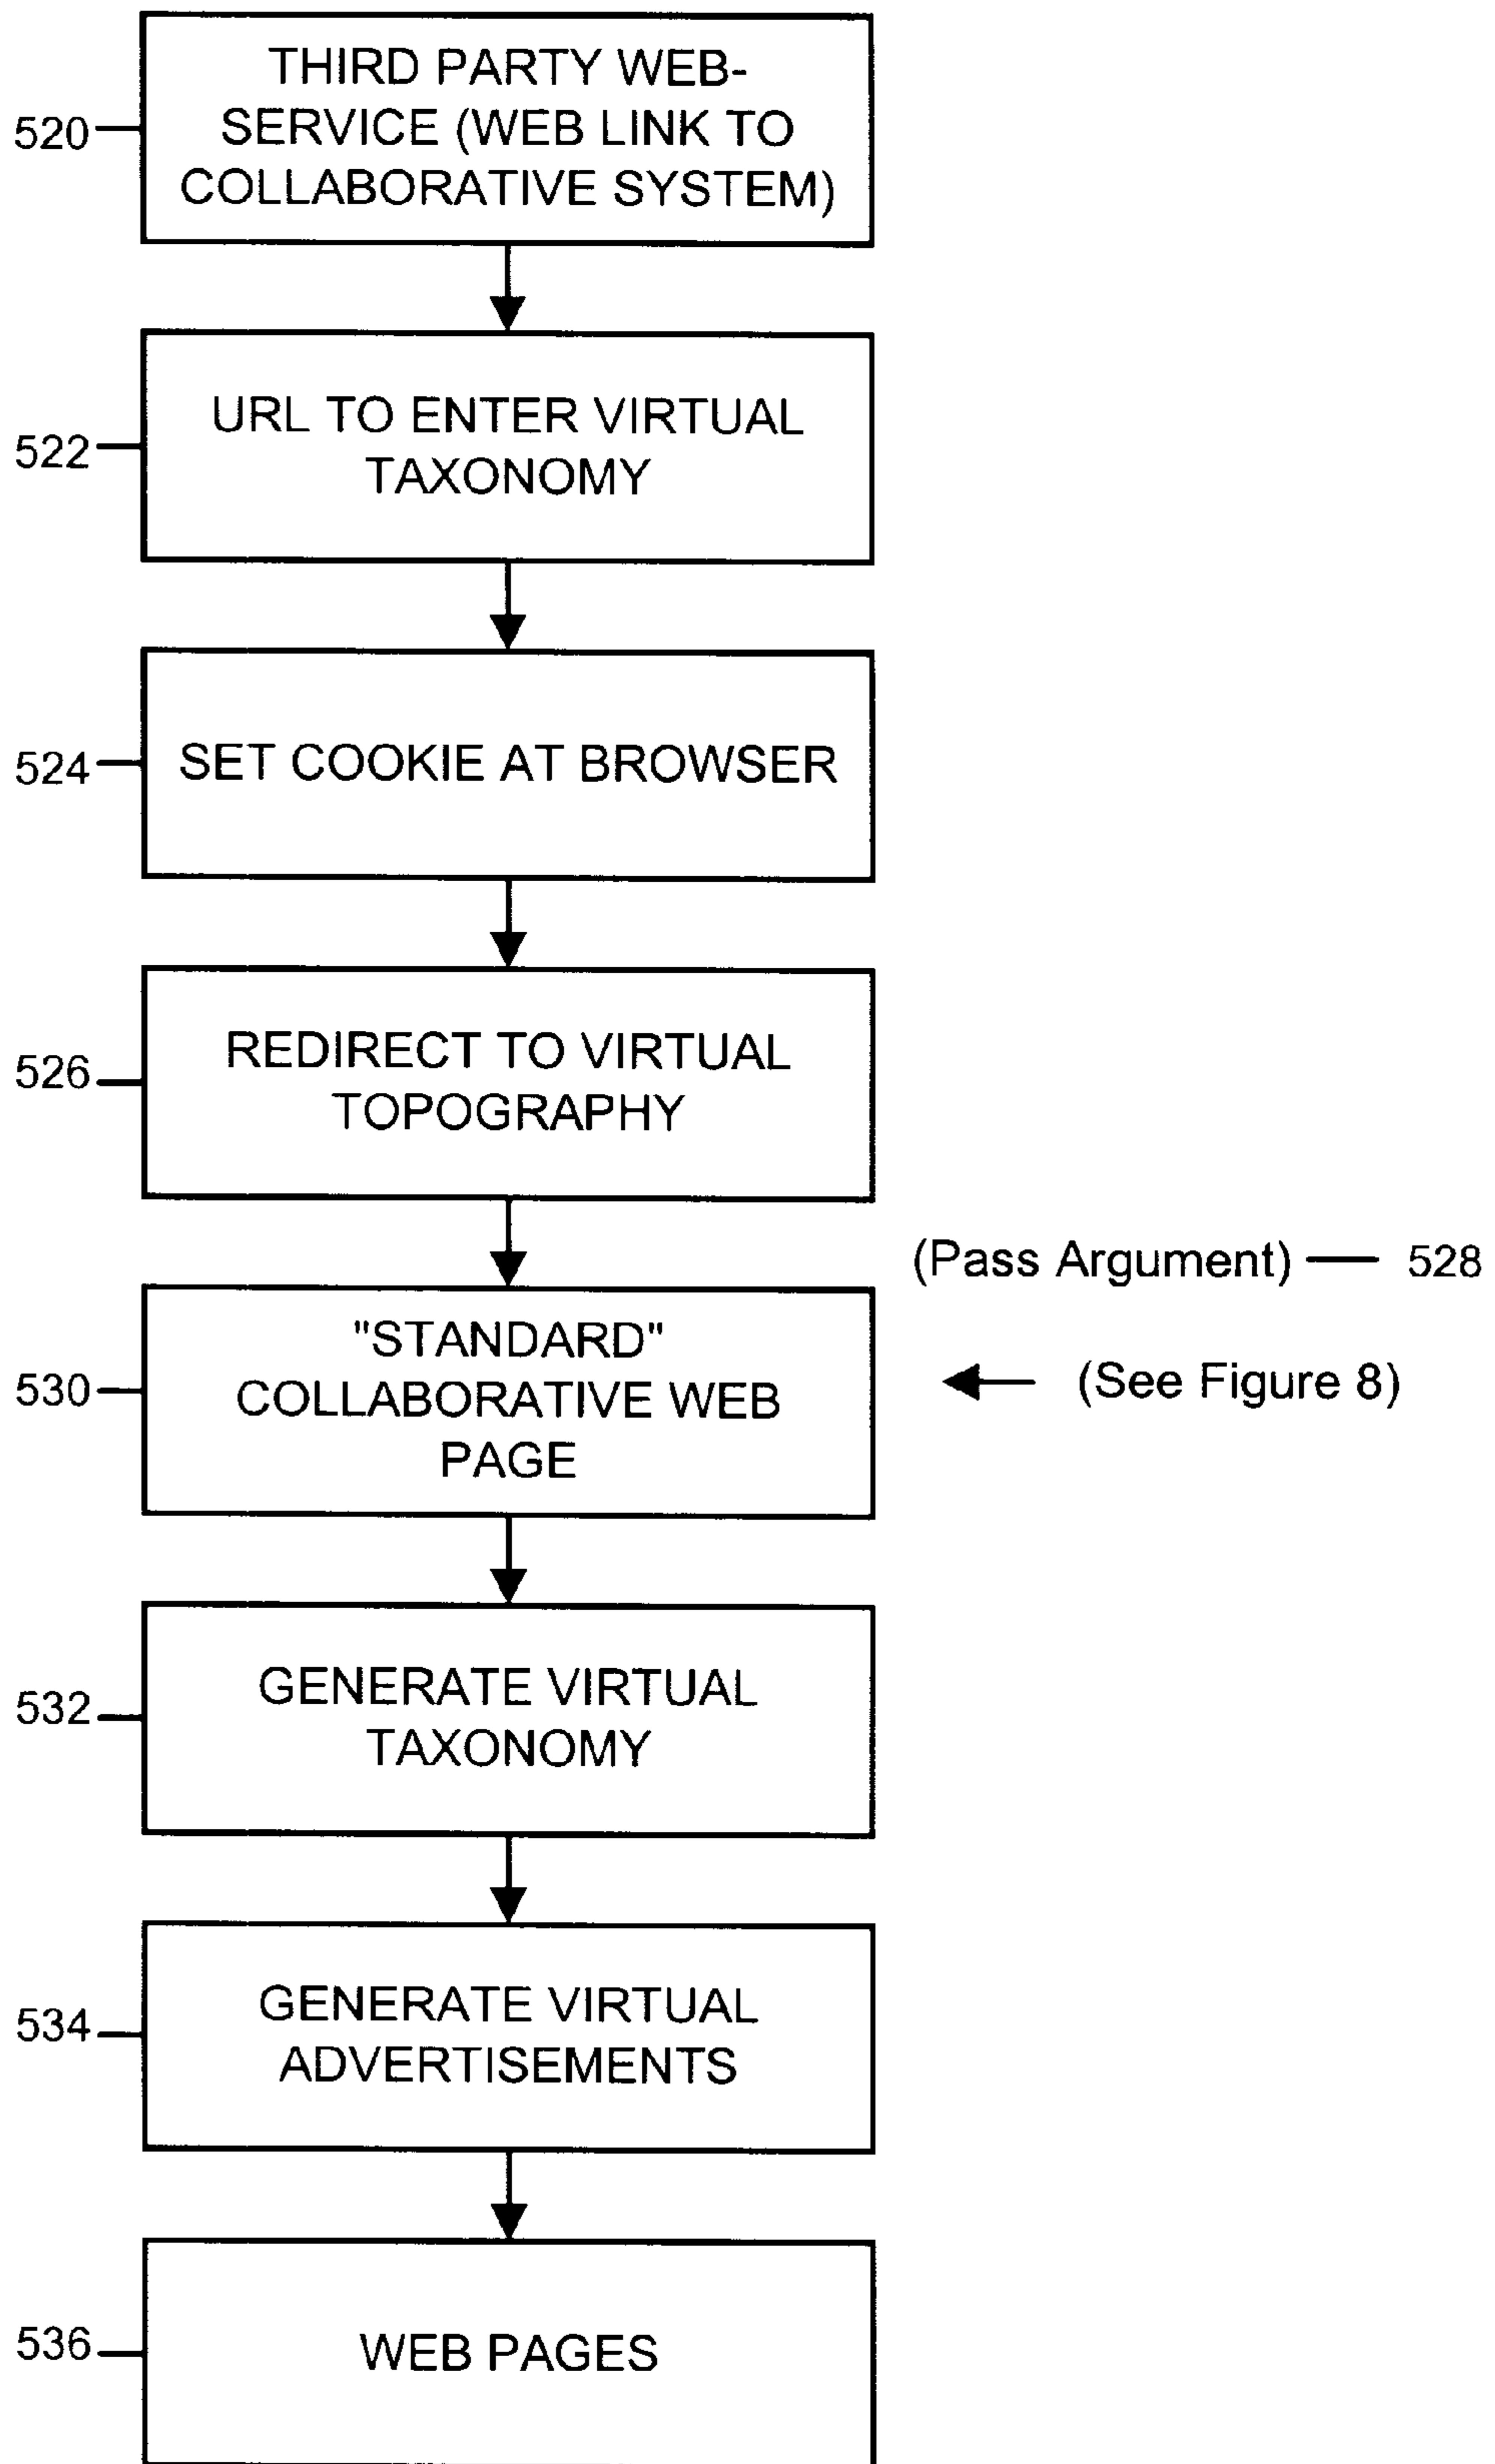 THIRD PARTY WEB-
520
SERVICE (WEB LINK TO
COLLABORATIVE SYSTEM)
URL TO ENTER VIRTUAL
522
TAXONOMY
524
SET COOKIE AT BROWSER
REDIRECT TO VIRTUAL
526
TOPOGRAPHY
(Pass Argument)
528
"STANDARD"
530
COLLABORATIVE WEB
PAGE
(See Figure 8)
GENERATE VIRTUAL
532
TAXONOMY
GENERATE VIRTUAL
534
ADVERTISEMENTS
536
WEB PAGES